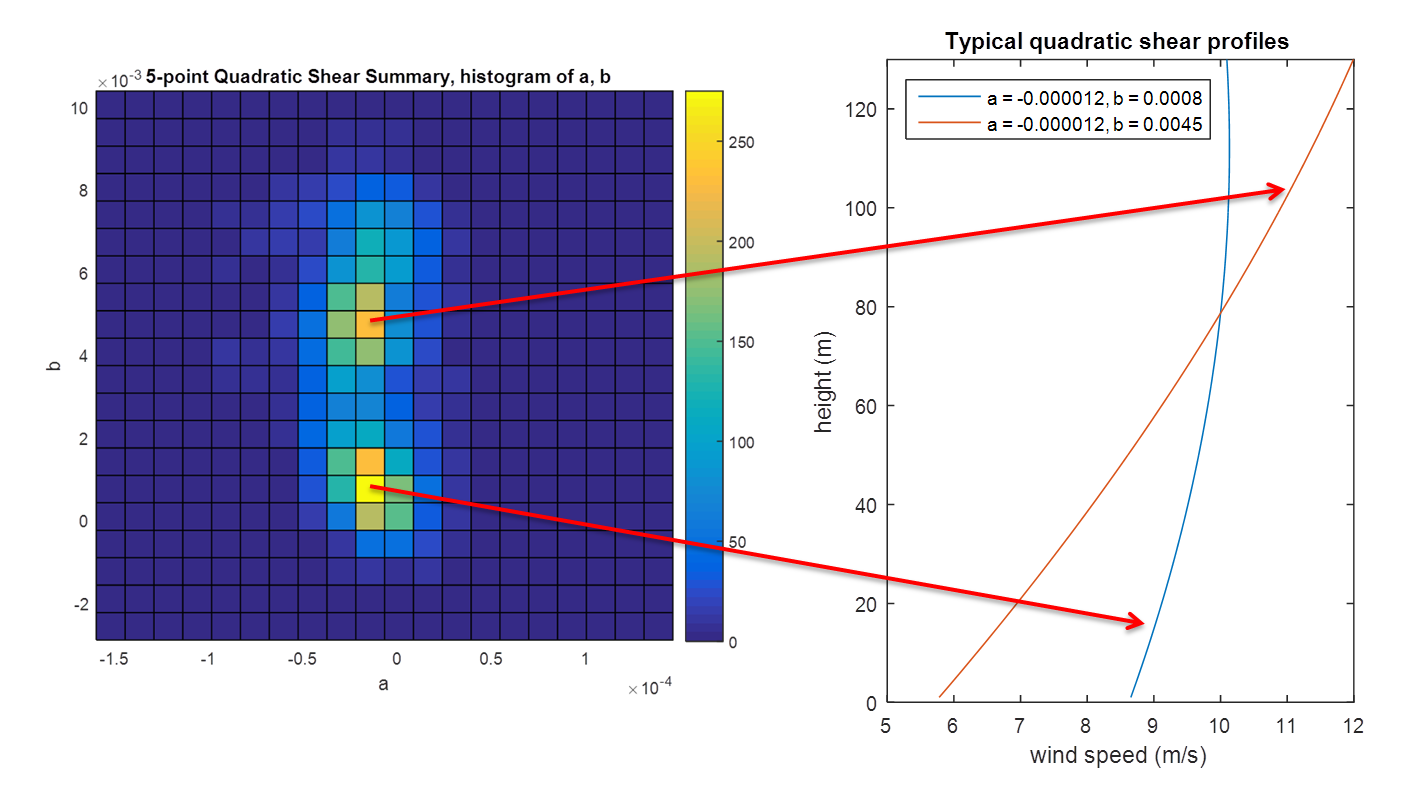 ×10⁻³ 5-point Quadratic Shear Summary, histogram of a, b
10
8
6
4
2
0
-2
b
-1.5 -1 -0.5 0 0.5 1
a
×10⁻⁴
250
200
150
100
50
0
Typical quadratic shear profiles
a = -0.000012, b = 0.0008
a = -0.000012, b = 0.0045
120
100
80
60
40
20
0
height (m)
5 6 7 8 9 10 11 12
wind speed (m/s)